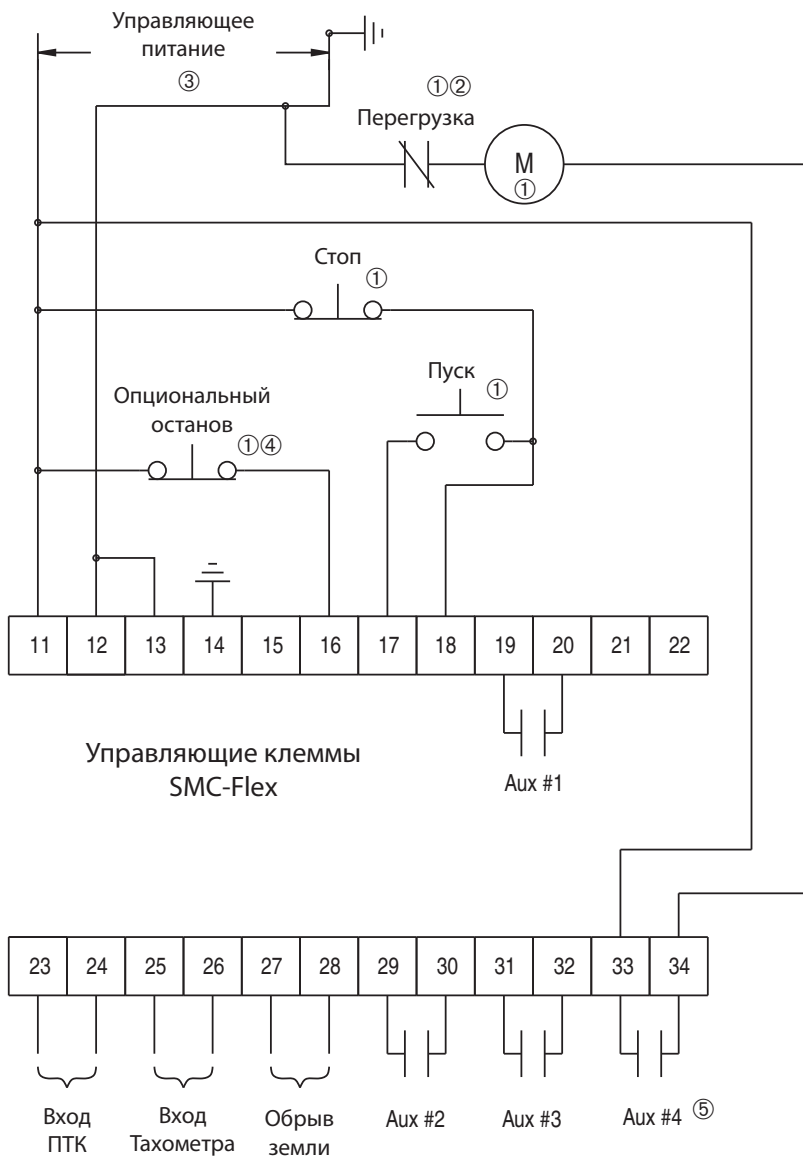 Управляющее
питание
③
①②
Перегрузка
M
①
Стоп
①
Пуск
①
Опциональный
останов
①④
11 12 13 14 15 16 17 18 19 20 21 22
Управляющие клеммы
SMC-Flex
Aux #1
23 24 25 26 27 28 29 30 31 32 33 34
Вход
ПТК
Вход
Тахометра
Обрыв
земли
Aux #2
Aux #3
Aux #4 ⑤